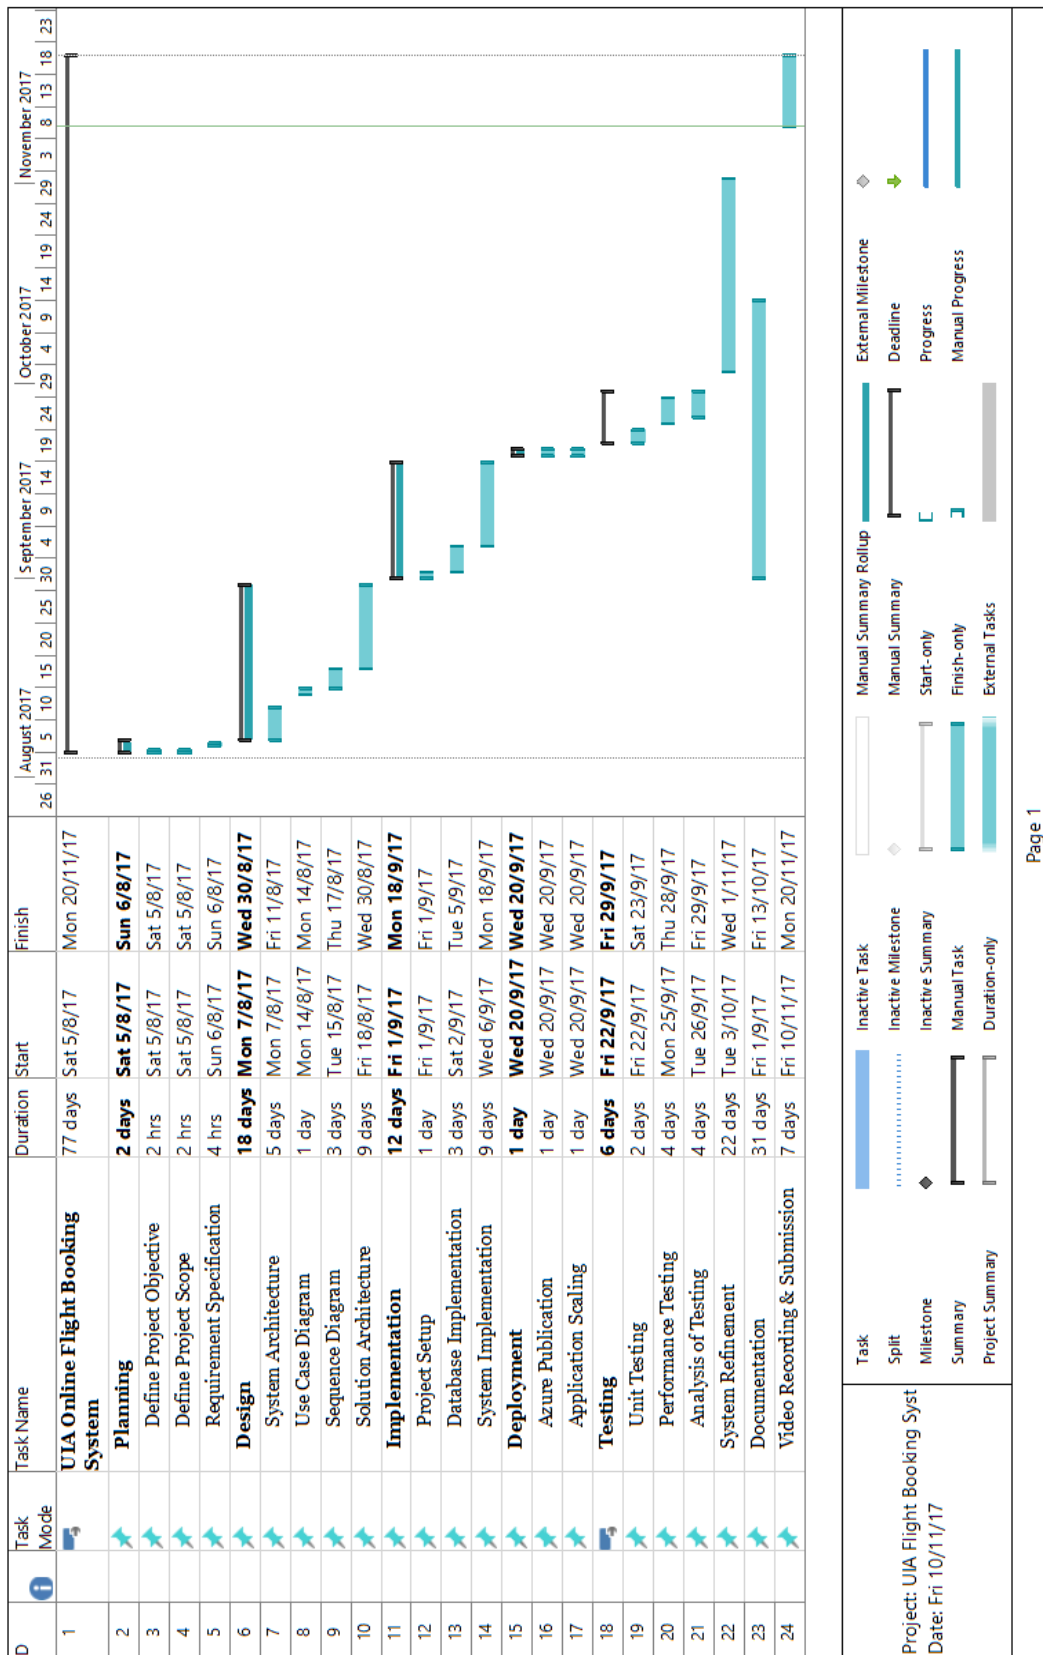 D Task Mode Task Name Duration Start Finish
26 31 5 10 15 20 25 30 4 9 14 19 24 29 4 9 14 19 24 29 3 8 13 18 23
August 2017 September 2017 October 2017 November 2017
1 UIA Online Flight Booking System 77 days Sat 5/8/17 Mon 20/11/17
2 Planning 2 days Sat 5/8/17 Sun 6/8/17
3 Define Project Objective 2 hrs Sat 5/8/17 Sat 5/8/17
4 Define Project Scope 2 hrs Sat 5/8/17 Sat 5/8/17
5 Requirement Specification 4 hrs Sun 6/8/17 Sun 6/8/17
6 Design 18 days Mon 7/8/17 Wed 30/8/17
7 System Architecture 5 days Mon 7/8/17 Fri 11/8/17
8 Use Case Diagram 1 day Mon 14/8/17 Mon 14/8/17
9 Sequence Diagram 3 days Tue 15/8/17 Thu 17/8/17
10 Solution Architecture 9 days Fri 18/8/17 Wed 30/8/17
11 Implementation 12 days Fri 1/9/17 Mon 18/9/17
12 Project Setup 1 day Fri 1/9/17 Fri 1/9/17
13 Database Implementation 3 days Sat 2/9/17 Tue 5/9/17
14 System Implementation 9 days Wed 6/9/17 Mon 18/9/17
15 Deployment 1 day Wed 20/9/17 Wed 20/9/17
16 Azure Publication 1 day Wed 20/9/17 Wed 20/9/17
17 Application Scaling 1 day Wed 20/9/17 Wed 20/9/17
18 Testing 6 days Fri 22/9/17 Fri 29/9/17
19 Unit Testing 2 days Fri 22/9/17 Sat 23/9/17
20 Performance Testing 4 days Mon 25/9/17 Thu 28/9/17
21 Analysis of Testing 4 days Tue 26/9/17 Fri 29/9/17
22 System Refinement 22 days Tue 3/10/17 Wed 1/11/17
23 Documentation 31 days Fri 1/9/17 Fri 13/10/17
24 Video Recording & Submission 7 days Fri 10/11/17 Mon 20/11/17
Project: UIA Flight Booking Syst
Date: Fri 10/11/17
Task Inactive Task Manual Summary Rollup External Milestone
Split Inactive Milestone Manual Summary Deadline
Milestone Inactive Summary Start-only Progress
Summary Manual Task Finish-only Manual Progress
Project Summary Duration-only External Tasks
Page 1